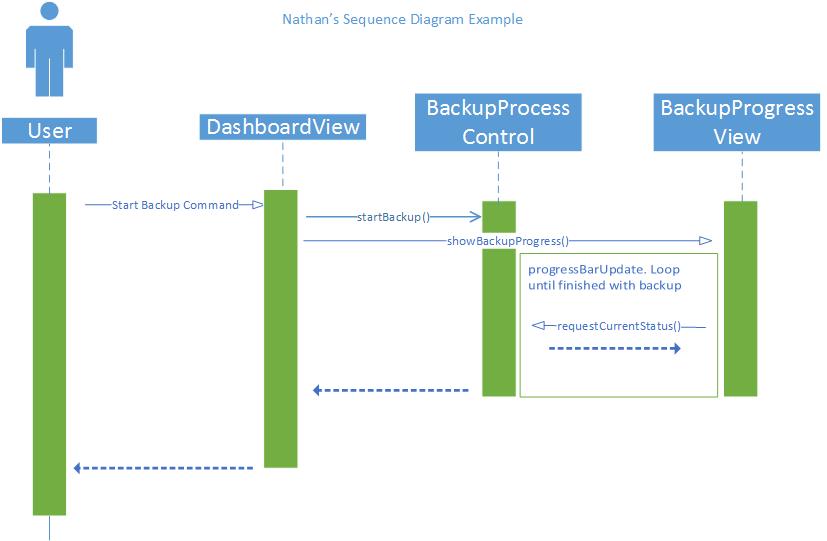 Nathan's Sequence Diagram Example
User
DashboardView
BackupProcess
Control
BackupProgress
View
Start Backup Command
startBackup()
showBackupProgress()
progressBarUpdate. Loop
until finished with backup
requestCurrentStatus()